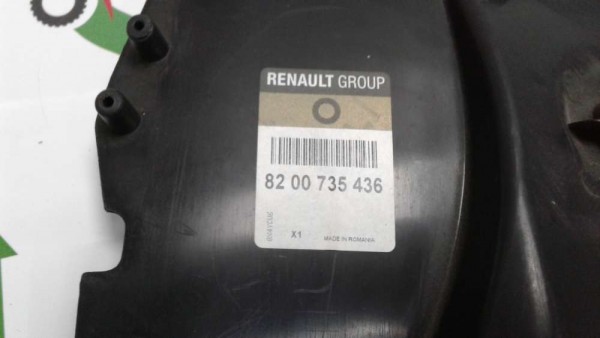 RENAULT GROUP
82 00 735 436
X1 MADE IN ROMANIA